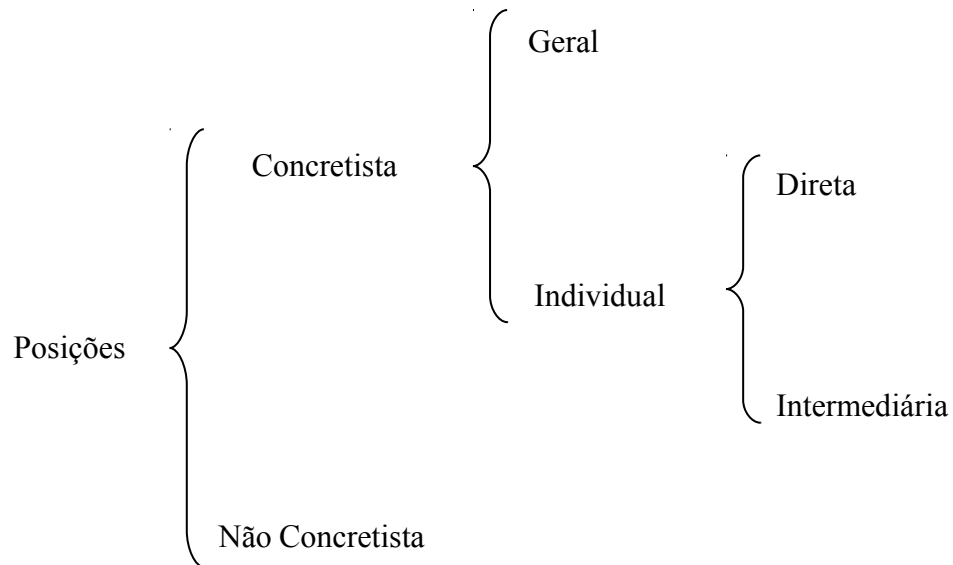 Geral
Concretista
Direta
Individual
Posições
Intermediária
Não Concretista